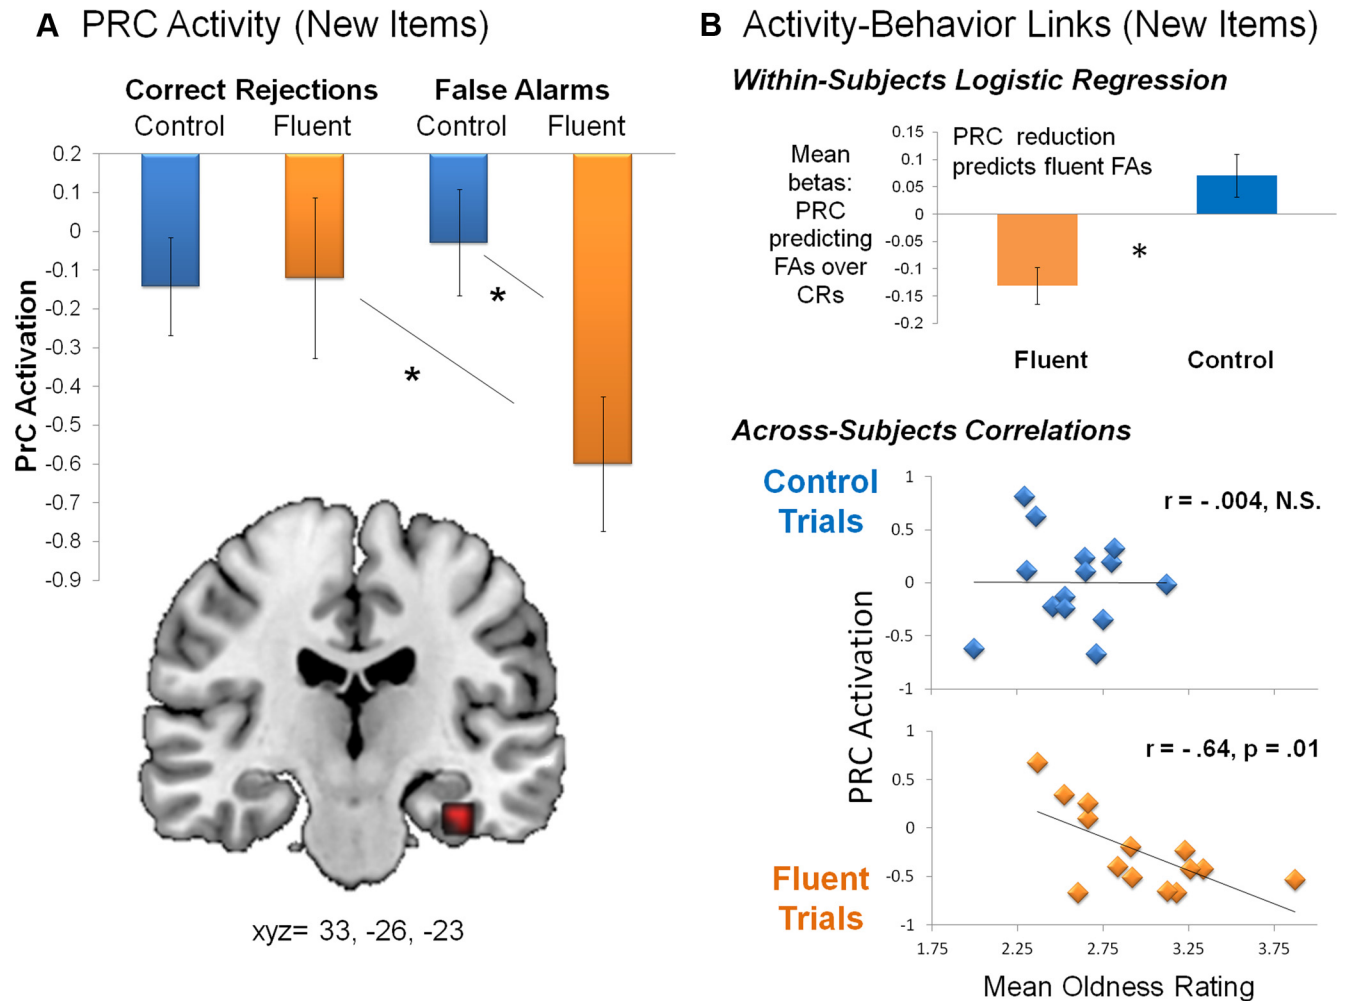 A PRC Activity (New Items)
Correct Rejections False Alarms
Control Fluent Control Fluent
PrC Activation
0.2
0.1
0
-0.1
-0.2
-0.3
-0.4
-0.5
-0.6
-0.7
-0.8
-0.9
*
*
xyz= 33, -26, -23
B Activity-Behavior Links (New Items)
Within-Subjects Logistic Regression
Mean
betas:
PRC
predicting
FAs over
CRs
0.15
0.1
0.05
0
-0.05
-0.1
-0.15
-0.2
PRC reduction
predicts fluent FAs
*
Fluent Control
Across-Subjects Correlations
Control
Trials
1
0.5
0
-0.5
-1
r = - .004, N.S.
PRC Activation
Fluent
Trials
1
0.5
0
-0.5
-1
r = - .64, p = .01
1.75 2.25 2.75 3.25 3.75
Mean Oldness Rating